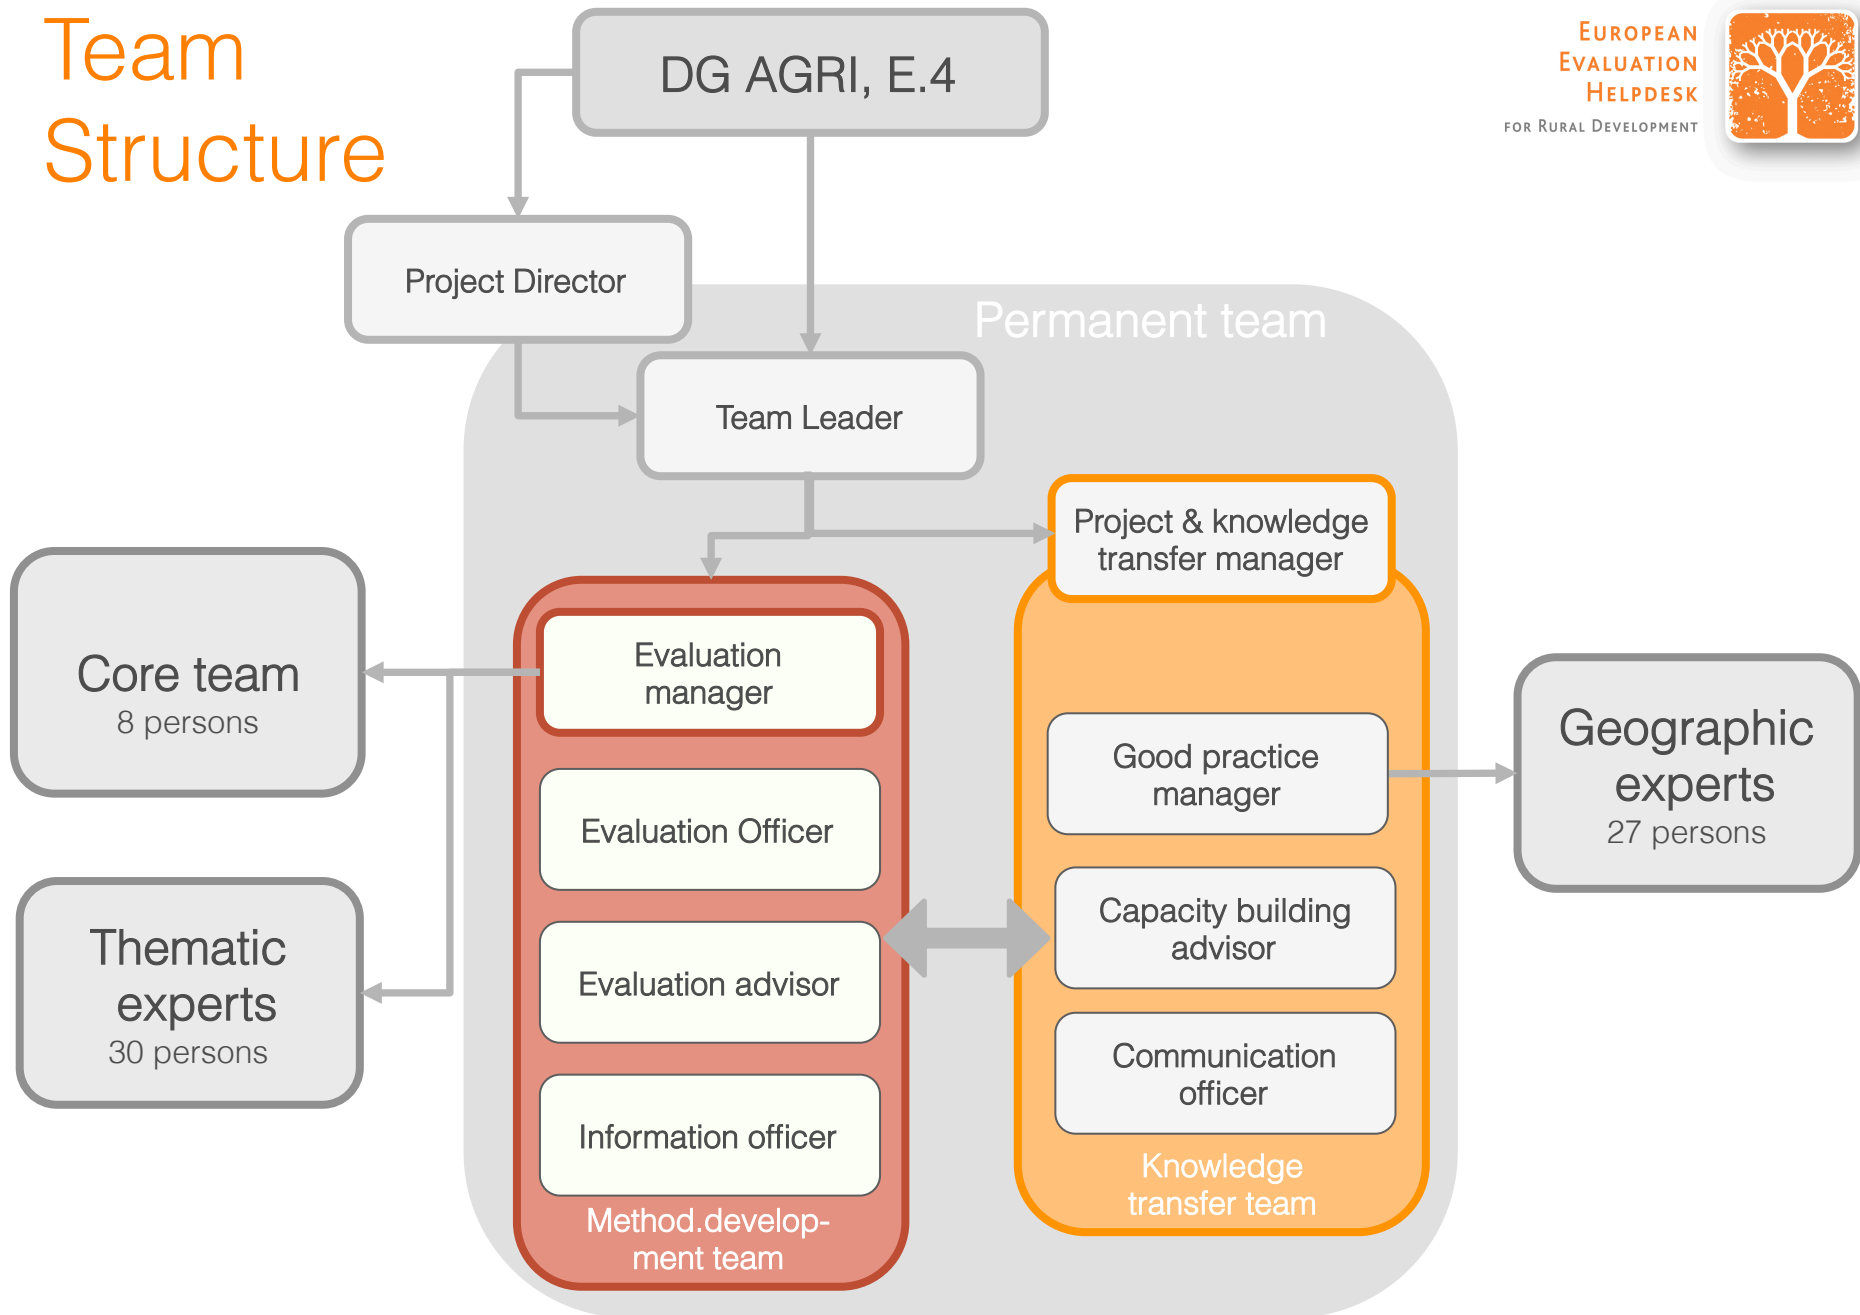 Team
Structure
DG AGRI, E.4
EUROPEAN
EVALUATION
HELPDESK
FOR RURAL DEVELOPMENT
Project Director
Permanent team
Team Leader
Project & knowledge
transfer manager
Evaluation
manager
Core team
8 persons
Good practice
manager
Geographic
experts
27 persons
Evaluation Officer
Capacity building
advisor
Thematic
experts
30 persons
Evaluation advisor
Communication
officer
Information officer
Knowledge
transfer team
Method.develop-
ment team